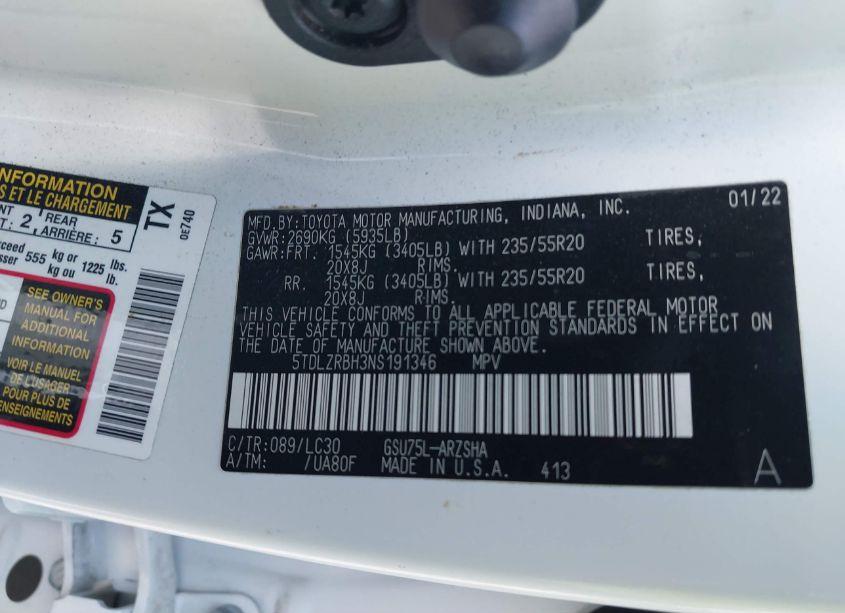 INFORMATION
S ET LE CHARGEMENT
NT 2, REAR 5
T: ARRIÈRE:
xceed 555 kg or 1225 lbs.
sser kg ou lb.
SEE OWNER'S
MANUAL FOR
ADDITIONAL
INFORMATION
VOIR LE MANUEL
DE L'USAGER
POUR PLUS DE
ENSEIGNEMENTS
TX
0E740
MFD.BY:TOYOTA MOTOR MANUFACTURING, INDIANA, INC. 01/22
GVWR:2690KG (5935LB)
GAWR:FRT. 1545KG (3405LB) WITH 235/55R20 TIRES,
20X8J RIMS.
RR. 1545KG (3405LB) WITH 235/55R20 TIRES,
20X8J RIMS.
THIS VEHICLE CONFORMS TO ALL APPLICABLE FEDERAL MOTOR
VEHICLE SAFETY AND THEFT PREVENTION STANDARDS IN EFFECT ON
THE DATE OF MANUFACTURE SHOWN ABOVE.
5TDLZRBH3NS191346 MPV
C/TR:089/LC30 GSU75L-ARZSHA
A/TM: /UA80F MADE IN U.S.A. 413 A